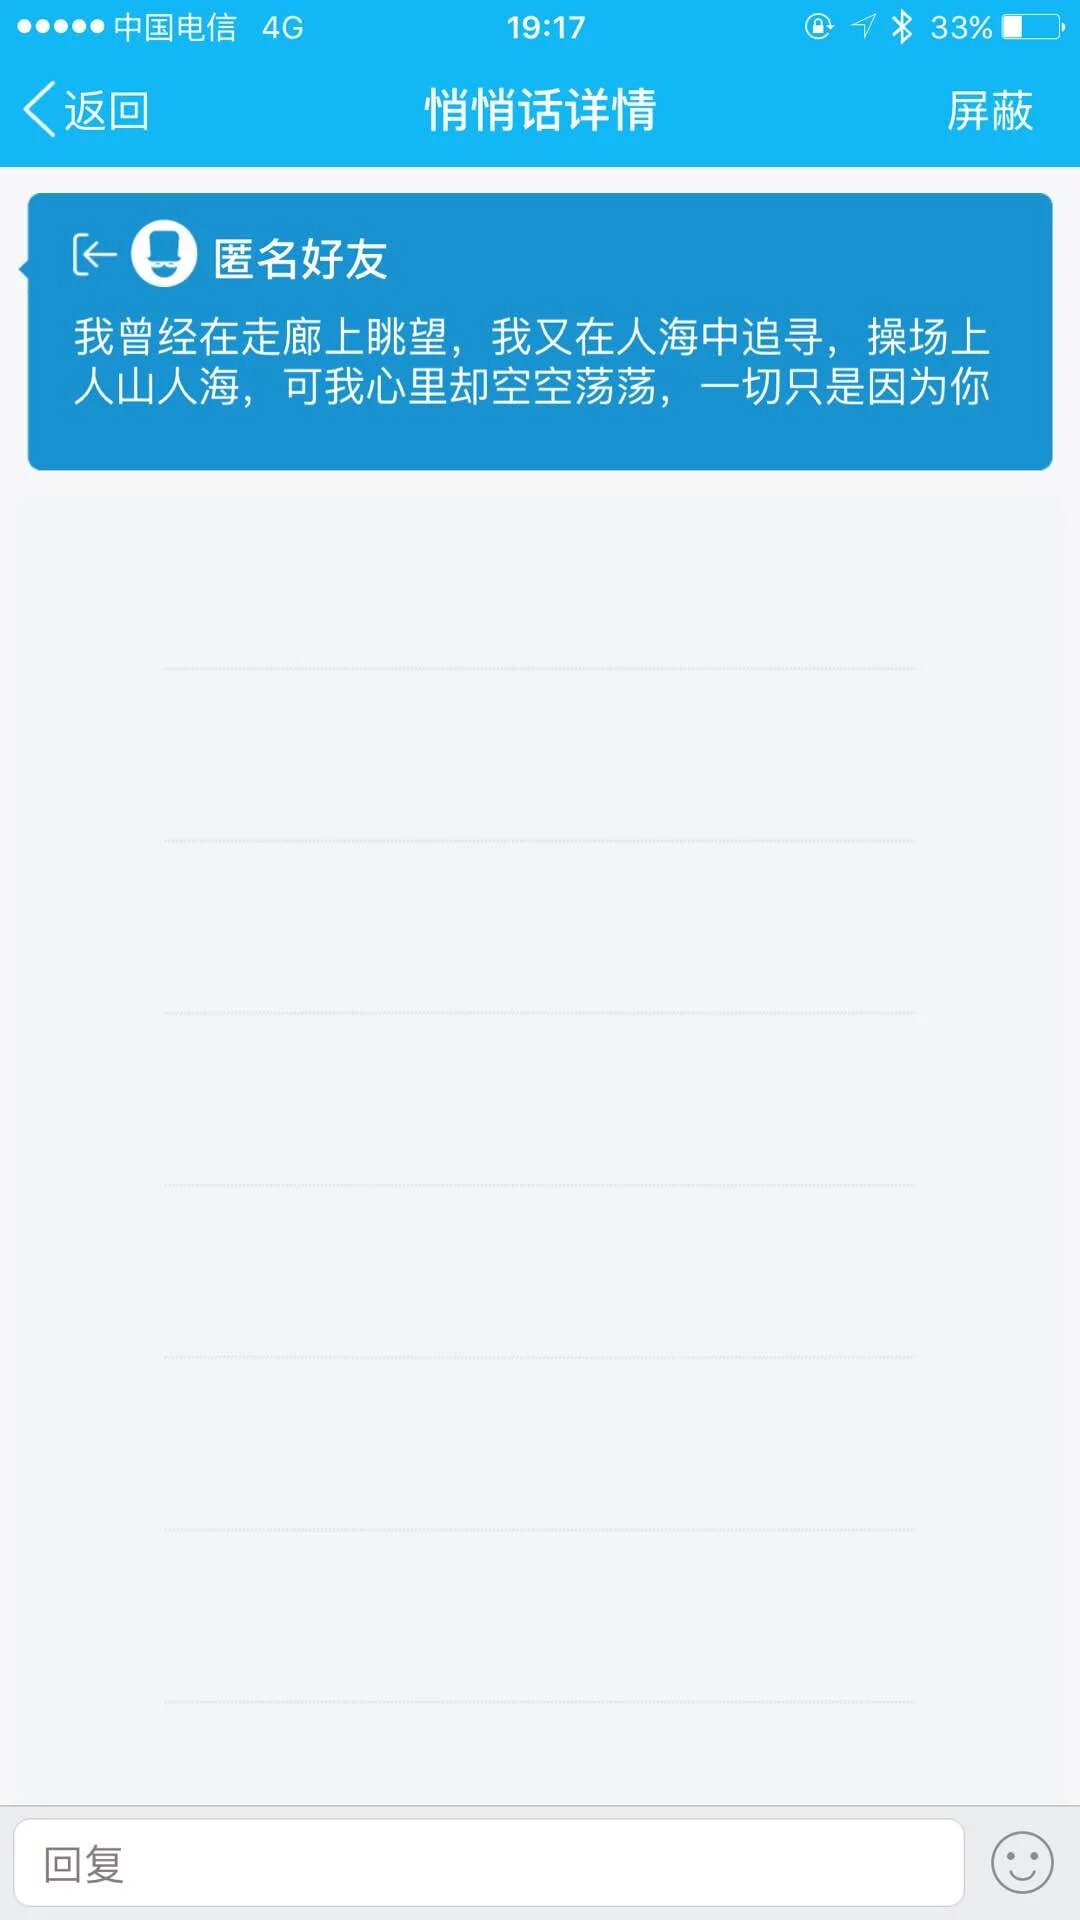 中国电信 4G 19:17 33%
返回 悄悄话详情 屏蔽
匿名好友
我曾经在走廊上眺望，我又在人海中追寻，操场上
人山人海，可我心里却空空荡荡，一切只是因为你
回复